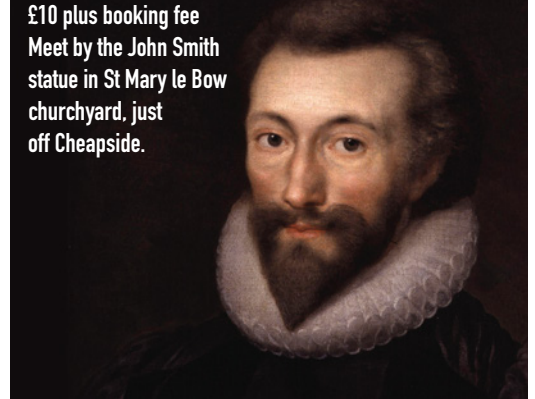 £10 plus booking fee
Meet by the John Smith
statue in St Mary le Bow
churchyard, just
off Cheapside.